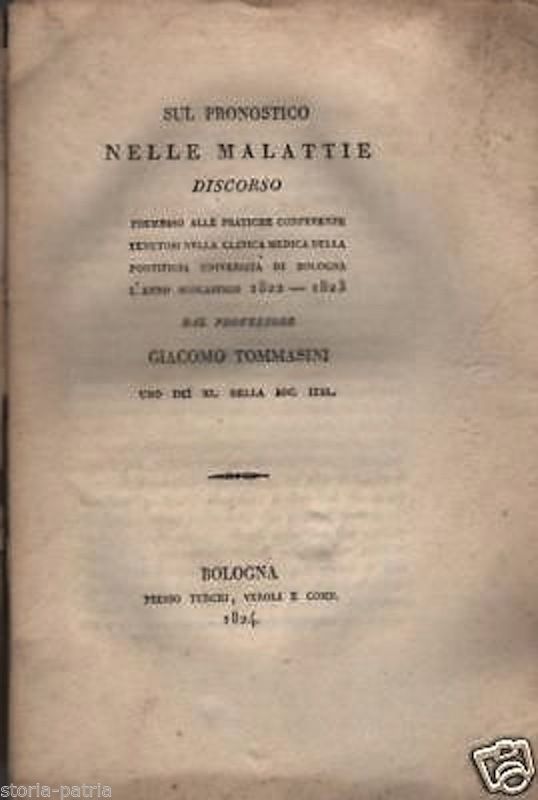 SUL PRONOSTICO
NELLE MALATTIE
DISCORSO
PREMESSO ALLE PRATICHE CONFERENZE
TENUTOSI NELLA CLINICA MEDICA DELLA
PONTIFICIA UNIVERSITÀ DI BOLOGNA
L'ANNO SCOLASTICO 1822 — 1823
DAL PROFESSORE
GIACOMO TOMMASINI
UNO DEI XL. DELLA SOC. ITAL.
BOLOGNA
PRESSO TURCHI, VEROLI E COMP.
1824.
storia-patria